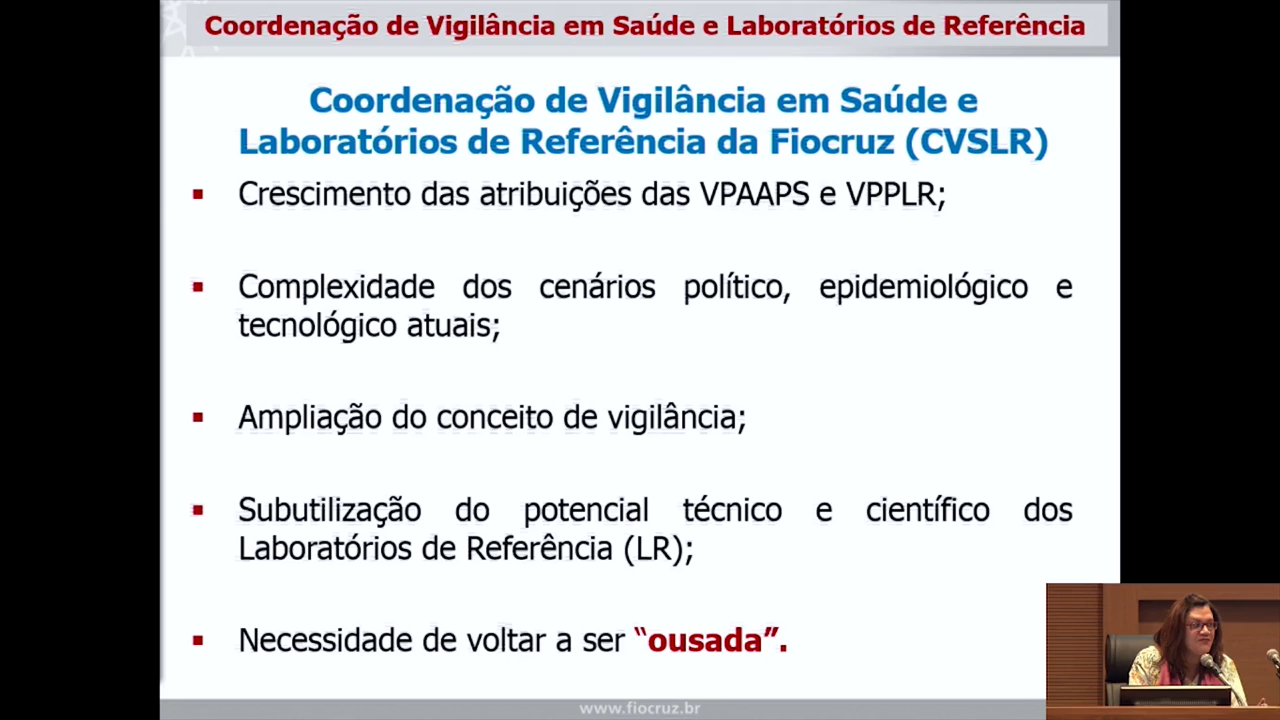 Coordenação de Vigilância em Saúde e Laboratórios de Referência
Coordenação de Vigilância em Saúde e
Laboratórios de Referência da Fiocruz (CVSLR)
▪ Crescimento das atribuições das VPAAPS e VPPLR;
▪ Complexidade dos cenários político, epidemiológico e
tecnológico atuais;
▪ Ampliação do conceito de vigilância;
▪ Subutilização do potencial técnico e científico dos
Laboratórios de Referência (LR);
▪ Necessidade de voltar a ser “ousada”.
www.fiocruz.br